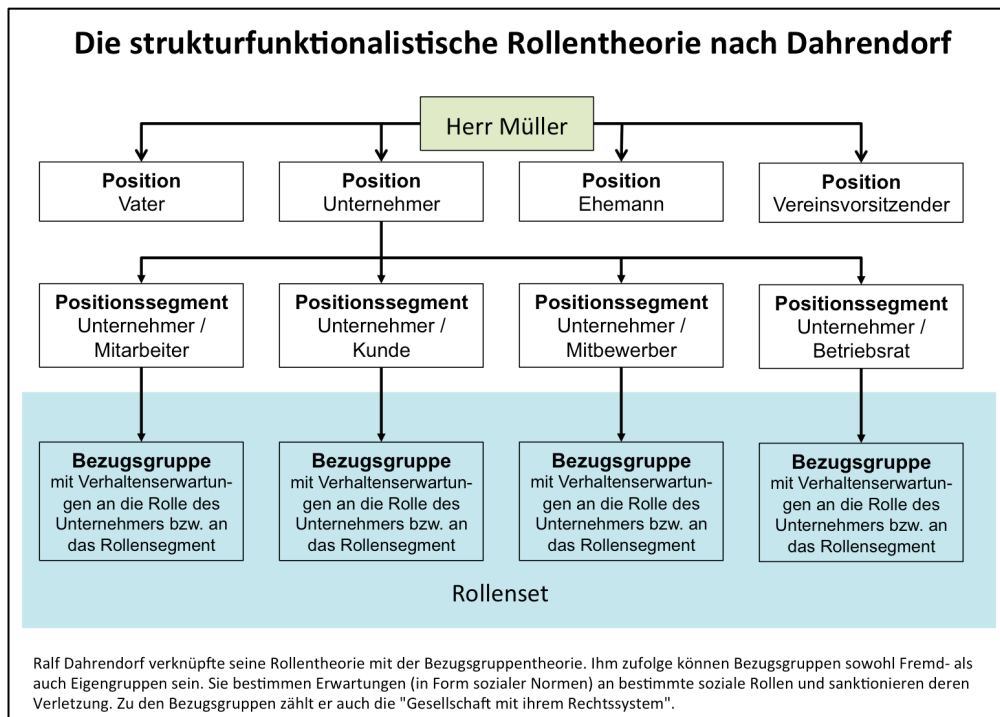 Die strukturfunktionalistische Rollentheorie nach Dahrendorf
Herr Müller
Position
Vater
Position
Unternehmer
Position
Ehemann
Position
Vereinsvorsitzender
Positionssegment
Unternehmer /
Mitarbeiter
Positionssegment
Unternehmer /
Kunde
Positionssegment
Unternehmer /
Mitbewerber
Positionssegment
Unternehmer /
Betriebsrat
Bezugsgruppe
mit Verhaltenserwartun-
gen an die Rolle des
Unternehmers bzw. an
das Rollensegment
Bezugsgruppe
mit Verhaltenserwartun-
gen an die Rolle des
Unternehmers bzw. an
das Rollensegment
Bezugsgruppe
mit Verhaltenserwartun-
gen an die Rolle des
Unternehmers bzw. an
das Rollensegment
Bezugsgruppe
mit Verhaltenserwartun-
gen an die Rolle des
Unternehmers bzw. an
das Rollensegment
Rollenset
Ralf Dahrendorf verknüpfte seine Rollentheorie mit der Bezugsgruppentheorie. Ihm zufolge können Bezugsgruppen sowohl Fremd- als
auch Eigengruppen sein. Sie bestimmen Erwartungen (in Form sozialer Normen) an bestimmte soziale Rollen und sanktionieren deren
Verletzung. Zu den Bezugsgruppen zählt er auch die "Gesellschaft mit ihrem Rechtssystem".